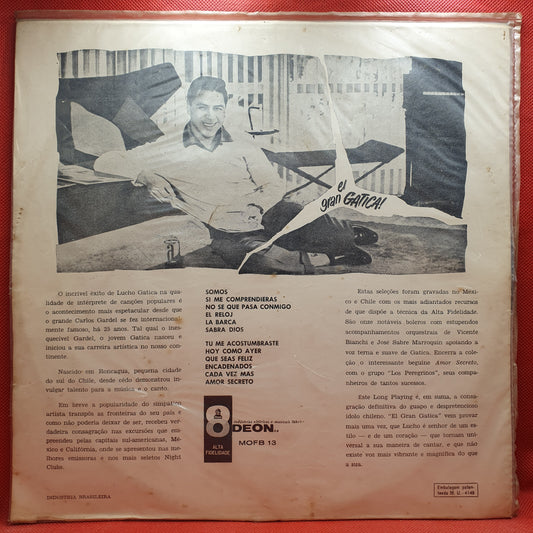 el
gran GATICA!
O incrivel êxito de Lucho Gatica na qua-
lidade de intérprete de canções populares é
o acontecimento mais espetacular desde que
o grande Carlos Gardel se fez internacional-
mente famoso, há 25 anos. Tal qual o ines-
quecível Gardel, o jovem Gatica nasceu e
iniciou a sua carreira artística no nosso con-
tinente.
Nascido em Rancagua, pequena cidade
do sul do Chile, desde cêdo demonstrou in-
vulgar talento para a música e o canto.
Em breve a popularidade do simpático
artista transpôs as fronteiras do seu país e
como não poderia deixar de ser, recebeu ver-
dadeira consagração nas excursões que em-
preendeu pelas capitais sul-americanas, Mé-
xico e Califórnia, onde se apresentou nas me-
lhores emissoras e nos mais seletos Night
Clubs.
INDÚSTRIA BRASILEIRA
SOMOS
SI ME COMPRENDIERAS
NO SE QUE PASA CONMIGO
EL RELOJ
LA BARCA
SABRA DIOS
TU ME ACOSTUMBRASTE
HOY COMO AYER
QUE SEAS FELIZ
ENCADENADOS
CADA VEZ MAS
AMOR SECRETO
ODEON
ALTA
FIDELIDADE
MOFB 13
Estas seleções foram gravadas no México
e Chile com os mais adiantados recursos
de que dispõe a técnica da Alta Fidelidade.
São onze notáveis boleros com estupendos
acompanhamentos orquestrais de Vicente
Bianchi e José Sabre Marroquin apoiando a
voz terna e suave de Gatica. Encerra a cole-
ção o interessante beguine Amor Secreto,
com o grupo "Los Peregrinos", seus compa-
nheiros de tantos sucessos.
Este Long Playing é, em suma, a consa-
gração definitiva do guapo e despretencioso
ídolo chileno. "El Gran Gatica" vem provar
mais uma vez, que Lucho é senhor de um es-
tilo — e de um coração — que tornam uni-
versal a sua maneira de cantar, e que não
existe voz mais vibrante e magnífica do que
a sua.
Embalagem paten-
teada M. U. - 4148